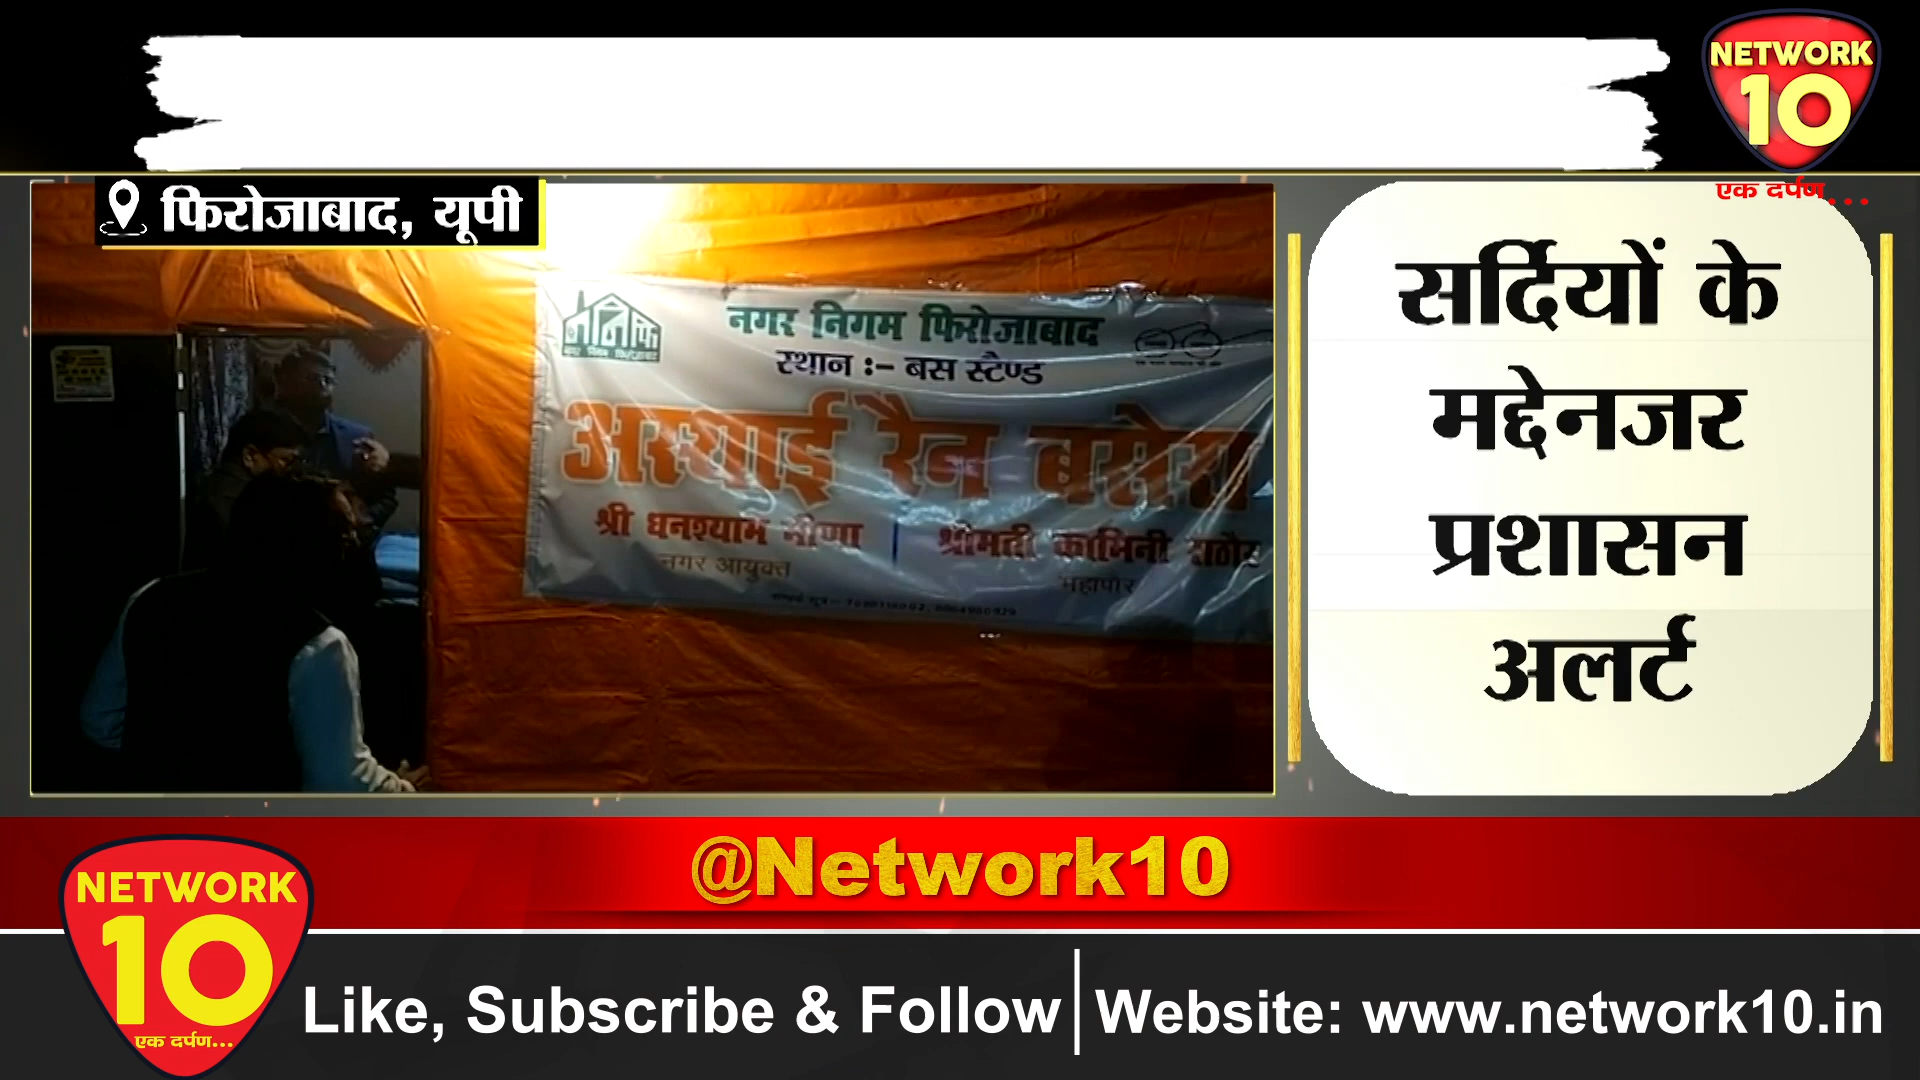 NETWORK
10
एक दर्पण...
फिरोजाबाद, यूपी
नगर निगम फिरोजाबाद
स्थान :- बस स्टैण्ड
अस्थाई रैन बसेरा
श्री धनश्याम मीणा
नगर आयुक्त
श्रीमती कामिनी राठौर
महापौर
सर्दियों के
मद्देनजर
प्रशासन
अलर्ट
@Network10
NETWORK
10
एक दर्पण...
Like, Subscribe & Follow
Website: www.network10.in